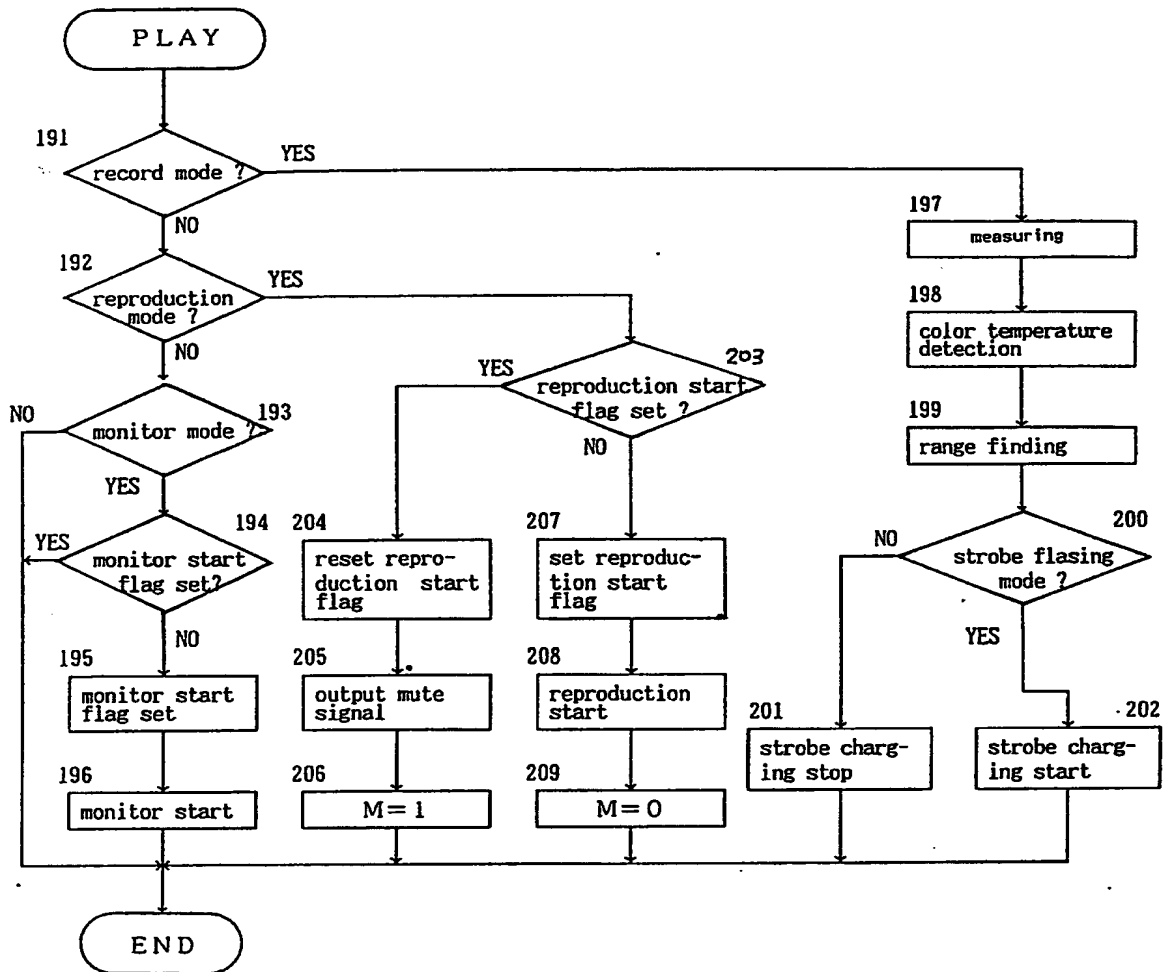 PLAY
191
record mode ?
YES
NO
192
reproduction
mode ?
YES
NO
193
monitor mode ?
NO
YES
194
monitor start
flag set?
YES
NO
195
monitor start
flag set
196
monitor start
203
reproduction start
flag set ?
YES
NO
204
reset repro-
duction start
flag
205
output mute
signal
206
M=1
207
set reproduc-
tion start
flag
208
reproduction
start
209
M=0
197
measuring
198
color temperature
detection
199
range finding
200
strobe flasing
mode ?
NO
YES
201
strobe charg-
ing stop
202
strobe charg-
ing start
END